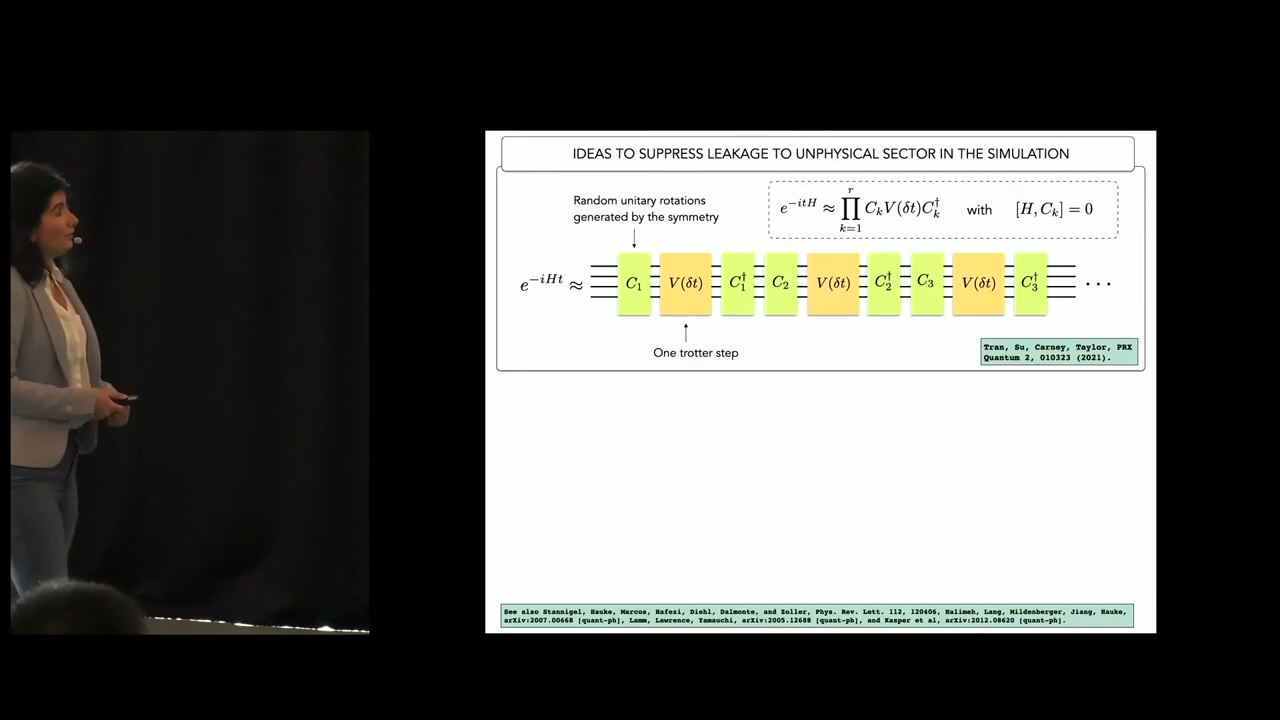 IDEAS TO SUPPRESS LEAKAGE TO UNPHYSICAL SECTOR IN THE SIMULATION
Random unitary rotations
generated by the symmetry
e^{-itH} ≈ ∏_{k=1}^{r} C_k V(δt) C_k^† with [H, C_k] = 0
e^{-iHt} ≈ C_1 V(δt) C_1^† C_2 V(δt) C_2^† C_3 V(δt) C_3^† ···
One trotter step
Tran, Su, Carney, Taylor, PRX
Quantum 2, 010323 (2021).
See also Stannigel, Hauke, Marcos, Hafezi, Diehl, Dalmonte, and Zoller, Phys. Rev. Lett. 112, 120406, Halimeh, Lang, Mildenberger, Jiang, Hauke,
arXiv:2007.00668 [quant-ph], Lamm, Lawrence, Yamauchi, arXiv:2005.12688 [quant-ph], and Kasper et al, arXiv:2012.08620 [quant-ph].